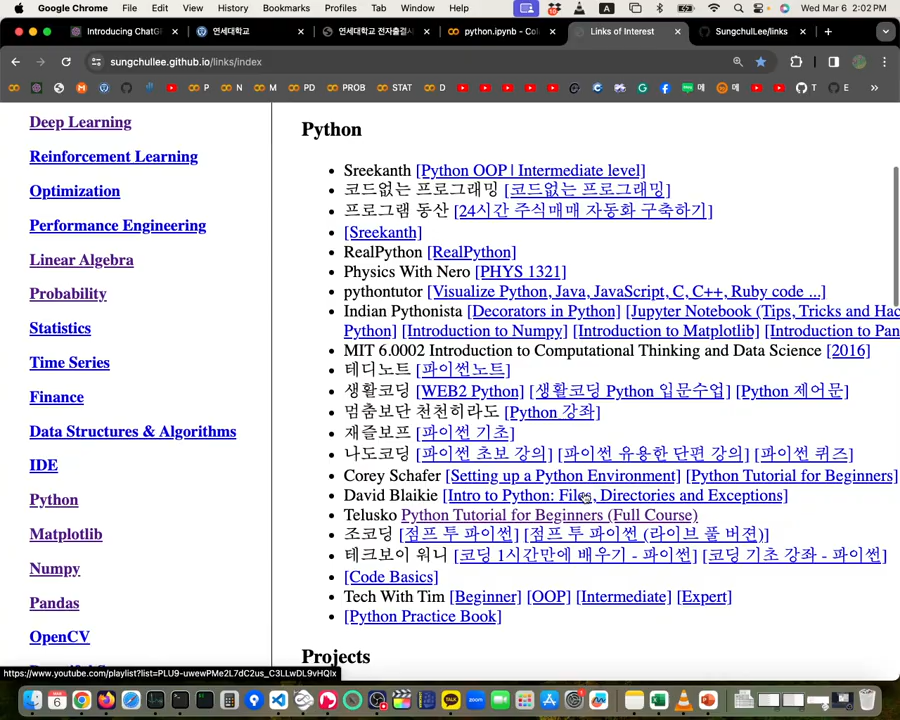 Google Chrome File Edit View History Bookmarks Profiles Tab Window Help Wed Mar 6 2:02 PM
Introducing ChatG
연세대학교
연세대학교 전자출결시
python.ipynb - Col
Links of Interest
SungchulLee/links
sungchullee.github.io/links/index
P N M PD PROB STAT D 메 메 T E
Deep Learning
Reinforcement Learning
Optimization
Performance Engineering
Linear Algebra
Probability
Statistics
Time Series
Finance
Data Structures & Algorithms
IDE
Python
Matplotlib
Numpy
Pandas
OpenCV
Python
Sreekanth [Python OOP | Intermediate level]
코드없는 프로그래밍 [코드없는 프로그래밍]
프로그램 동산 [24시간 주식매매 자동화 구축하기]
[Sreekanth]
RealPython [RealPython]
Physics With Nero [PHYS 1321]
pythontutor [Visualize Python, Java, JavaScript, C, C++, Ruby code ...]
Indian Pythonista [Decorators in Python] [Jupyter Notebook (Tips, Tricks and Hac
Python] [Introduction to Numpy] [Introduction to Matplotlib] [Introduction to Pan
MIT 6.0002 Introduction to Computational Thinking and Data Science [2016]
테디노트 [파이썬노트]
생활코딩 [WEB2 Python] [생활코딩 Python 입문수업] [Python 제어문]
멈춤보단 천천히라도 [Python 강좌]
재즐보프 [파이썬 기초]
나도코딩 [파이썬 초보 강의] [파이썬 유용한 단편 강의] [파이썬 퀴즈]
Corey Schafer [Setting up a Python Environment] [Python Tutorial for Beginners]
David Blaikie [Intro to Python: Files, Directories and Exceptions]
Telusko Python Tutorial for Beginners (Full Course)
조코딩 [점프 투 파이썬] [점프 투 파이썬 (라이브 풀 버젼)]
테크보이 워니 [코딩 1시간만에 배우기 - 파이썬] [코딩 기초 강좌 - 파이썬]
[Code Basics]
Tech With Tim [Beginner] [OOP] [Intermediate] [Expert]
[Python Practice Book]
Projects
https://www.youtube.com/playlist?list=PLU9-uwewPMe2L7dC2us_C3LLwDL9vHQIx